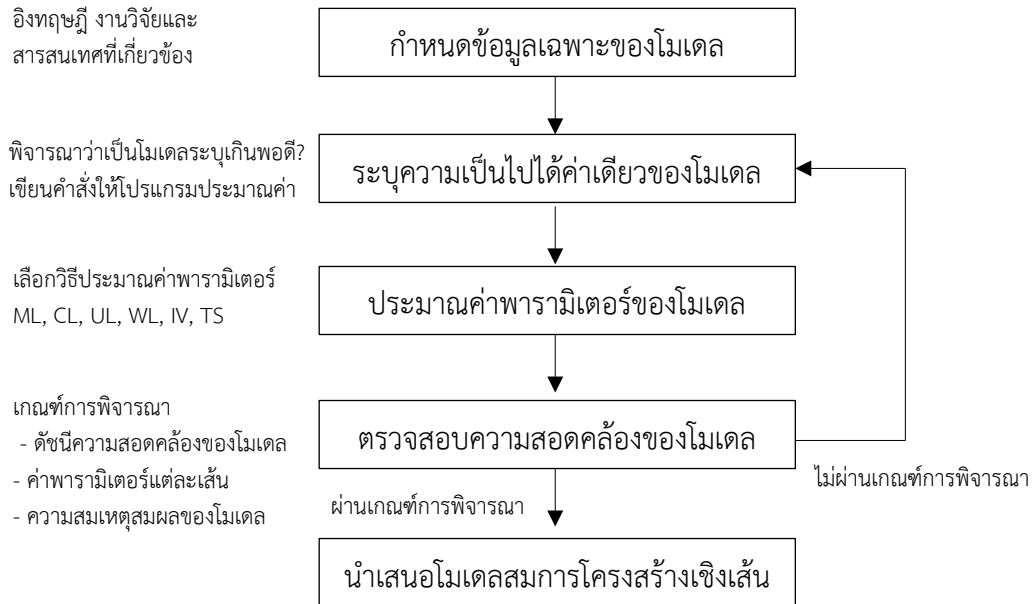 อิงทฤษฎี งานวิจัยและ
สารสนเทศที่เกี่ยวข้อง
กำหนดข้อมูลเฉพาะของโมเดล
พิจารณาว่าเป็นโมเดลระบุเกินพอดี?
เขียนคำสั่งให้โปรแกรมประมาณค่า
ระบุความเป็นไปได้ค่าเดียวของโมเดล
เลือกวิธีประมาณค่าพารามิเตอร์
ML, CL, UL, WL, IV, TS
ประมาณค่าพารามิเตอร์ของโมเดล
เกณฑ์การพิจารณา
- ดัชนีความสอดคล้องของโมเดล
- ค่าพารามิเตอร์แต่ละเส้น
- ความสมเหตุสมผลของโมเดล
ตรวจสอบความสอดคล้องของโมเดล
ไม่ผ่านเกณฑ์การพิจารณา
ผ่านเกณฑ์การพิจารณา
นำเสนอโมเดลสมการโครงสร้างเชิงเส้น